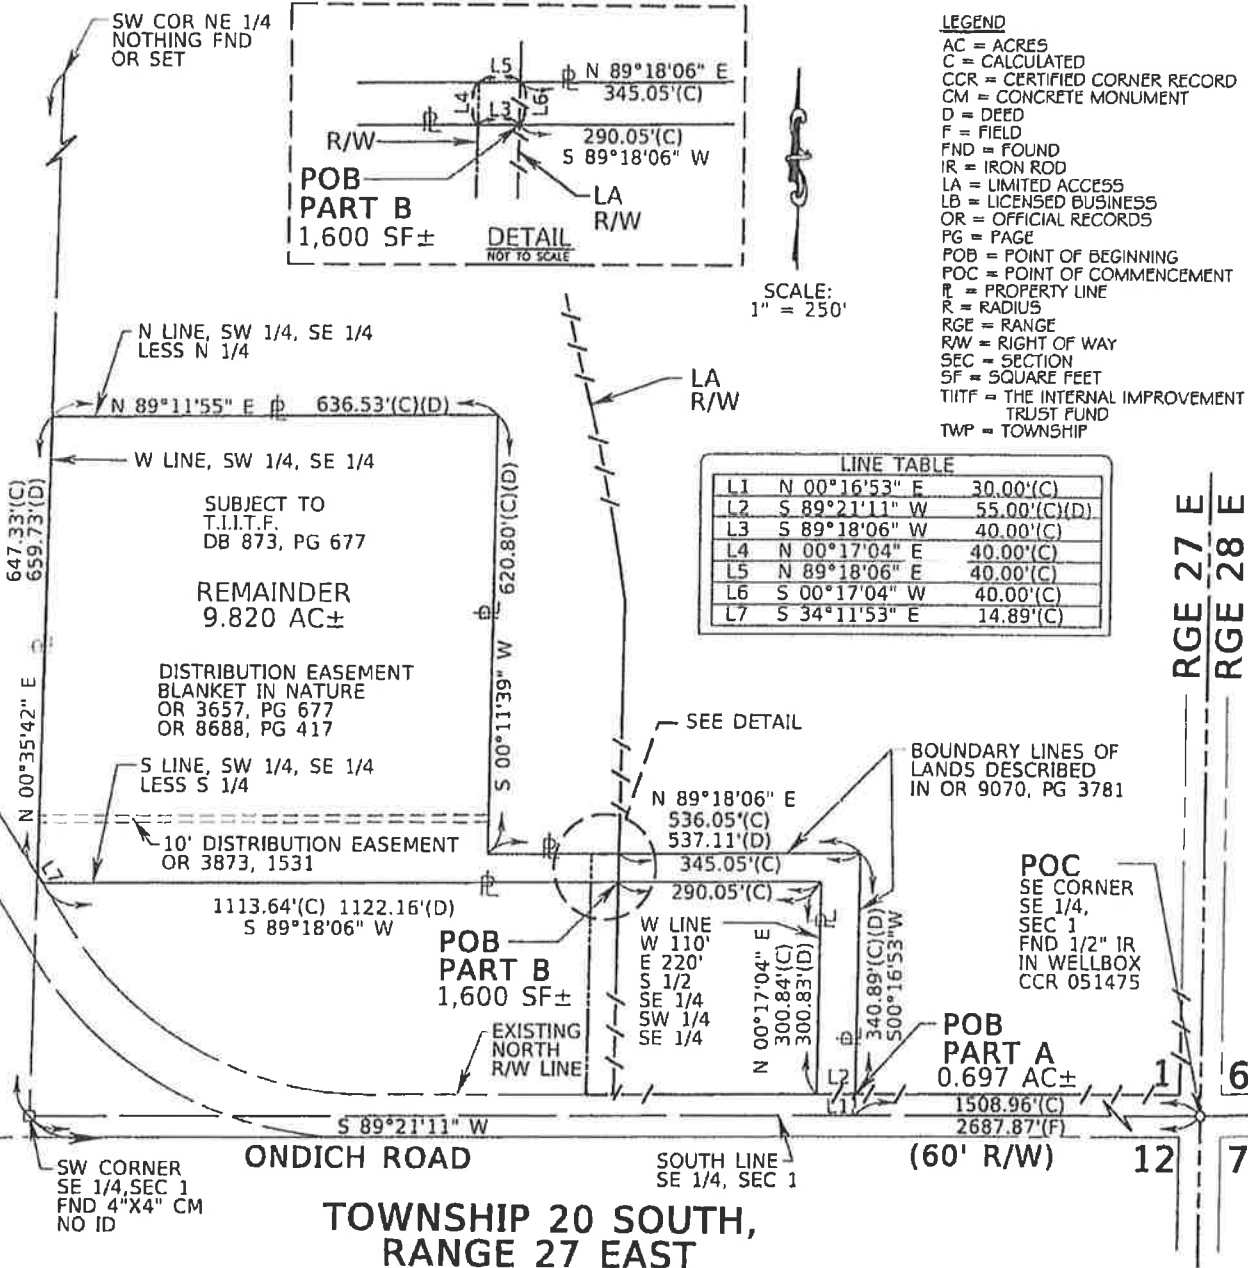 SW COR NE 1/4
NOTHING FND
OR SET
L5
N 89°18'06" E
345.05'(C)
L4
L3
L6
290.05'(C)
S 89°18'06" W
R/W
POB
PART B
1,600 SF±
LA
R/W
DETAIL
NOT TO SCALE
SCALE:
1" = 250'
LEGEND
AC = ACRES
C = CALCULATED
CCR = CERTIFIED CORNER RECORD
CM = CONCRETE MONUMENT
D = DEED
F = FIELD
FND = FOUND
IR = IRON ROD
LA = LIMITED ACCESS
LB = LICENSED BUSINESS
OR = OFFICIAL RECORDS
PG = PAGE
POB = POINT OF BEGINNING
POC = POINT OF COMMENCEMENT
PL = PROPERTY LINE
R = RADIUS
RGE = RANGE
R/W = RIGHT OF WAY
SEC = SECTION
SF = SQUARE FEET
TIITF = THE INTERNAL IMPROVEMENT
TRUST FUND
TWP = TOWNSHIP
N LINE, SW 1/4, SE 1/4
LESS N 1/4
N 89°11'55" E
636.53'(C)(D)
LA
R/W
W LINE, SW 1/4, SE 1/4
SUBJECT TO
T.I.I.T.F.
DB 873, PG 677
REMAINDER
9.820 AC±
647.33'(C)
659.73'(D)
N 00°35'42" E
620.80'(C)(D)
S 00°11'39" W
LINE TABLE
L1 N 00°16'53" E 30.00'(C)
L2 S 89°21'11" W 55.00'(C)(D)
L3 S 89°18'06" W 40.00'(C)
L4 N 00°17'04" E 40.00'(C)
L5 N 89°18'06" E 40.00'(C)
L6 S 00°17'04" W 40.00'(C)
L7 S 34°11'53" E 14.89'(C)
RGE 27 E
RGE 28 E
DISTRIBUTION EASEMENT
BLANKET IN NATURE
OR 3657, PG 677
OR 8688, PG 417
S LINE, SW 1/4, SE 1/4
LESS S 1/4
SEE DETAIL
BOUNDARY LINES OF
LANDS DESCRIBED
IN OR 9070, PG 3781
N 89°18'06" E
536.05'(C)
537.11'(D)
345.05'(C)
290.05'(C)
10' DISTRIBUTION EASEMENT
OR 3873, 1531
L7
1113.64'(C) 1122.16'(D)
S 89°18'06" W
POB
PART B
1,600 SF±
W LINE
W 110'
E 220'
S 1/2
SE 1/4
SW 1/4
SE 1/4
N 00°17'04" E
300.84'(C)
300.83'(D)
340.89'(C)(D)
S00°16'53"W
POC
SE CORNER
SE 1/4,
SEC 1
FND 1/2" IR
IN WELLBOX
CCR 051475
EXISTING
NORTH
R/W LINE
POB
PART A
0.697 AC±
L2
L1
1
6
1508.96'(C)
2687.87'(F)
S 89°21'11" W
ONDICH ROAD
(60' R/W)
12
7
SW CORNER
SE 1/4,SEC 1
FND 4"X4" CM
NO ID
SOUTH LINE
SE 1/4, SEC 1
TOWNSHIP 20 SOUTH,
RANGE 27 EAST